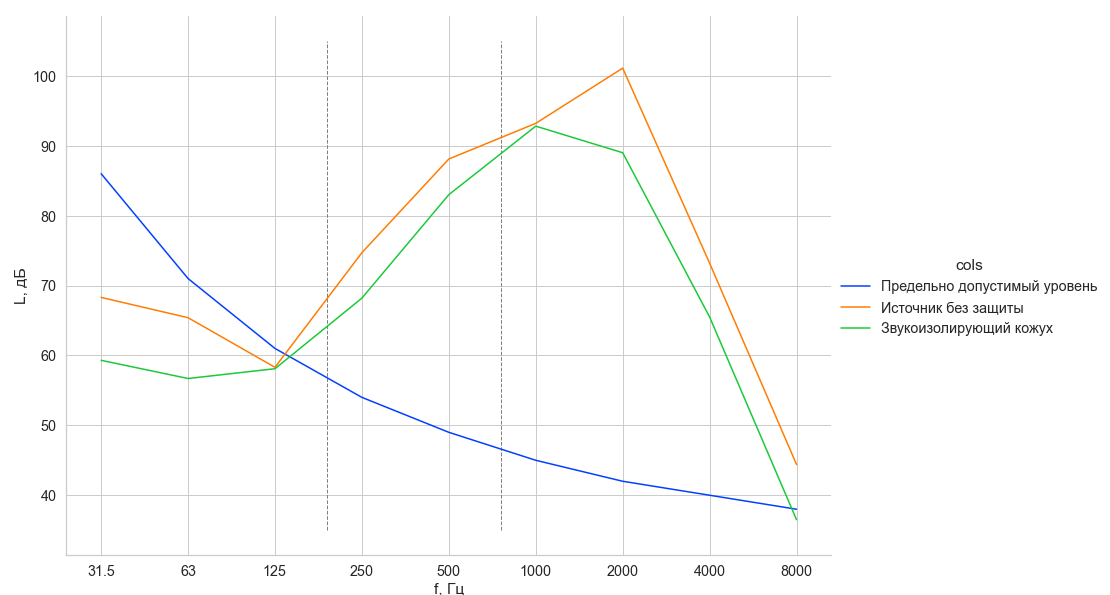 100
90
80
70
60
50
40
L, дБ
31.5 63 125 250 500 1000 2000 4000 8000
f, Гц
cols
Предельно допустимый уровень
Источник без защиты
Звукоизолирующий кожух